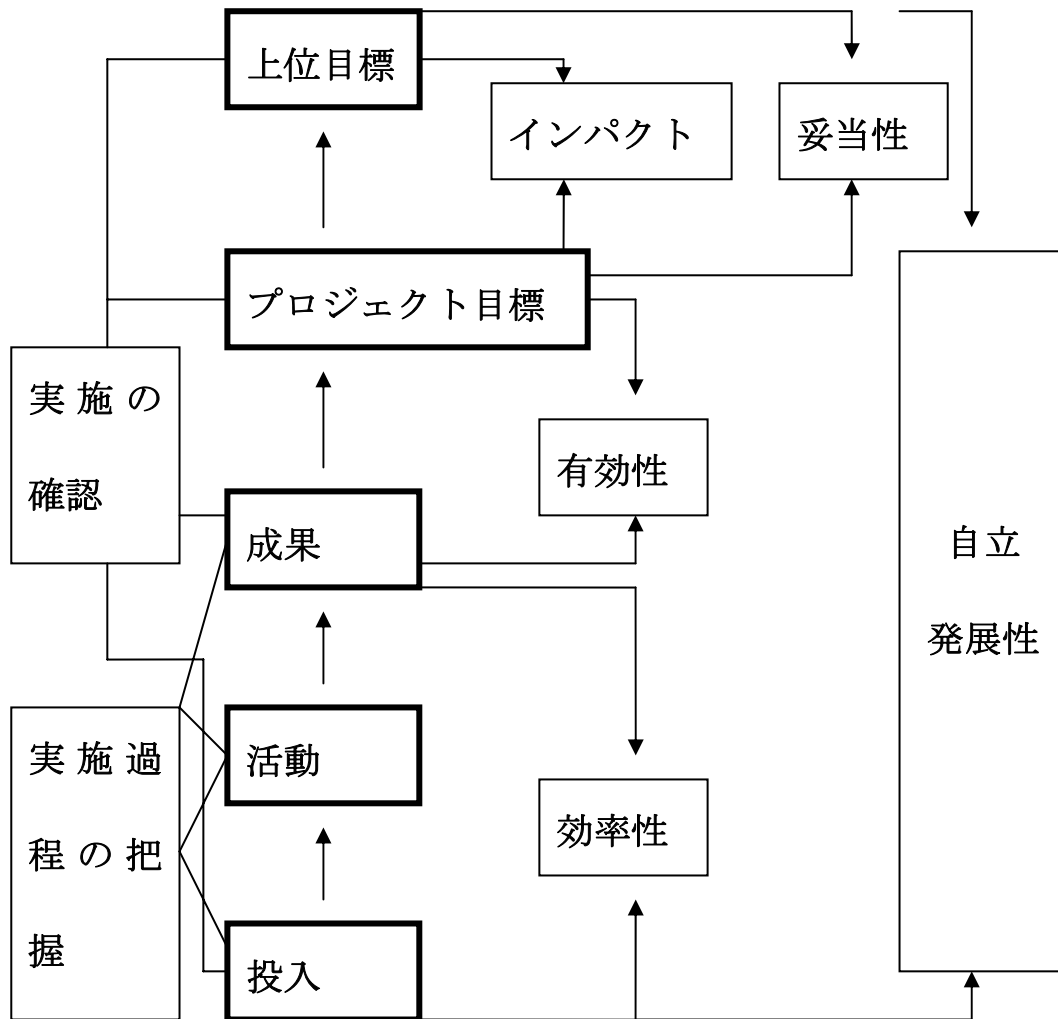 上位目標
インパクト
妥当性
プロジェクト目標
実施の
確認
有効性
成果
自立
発展性
活動
実施過
程の把
握
効率性
投入